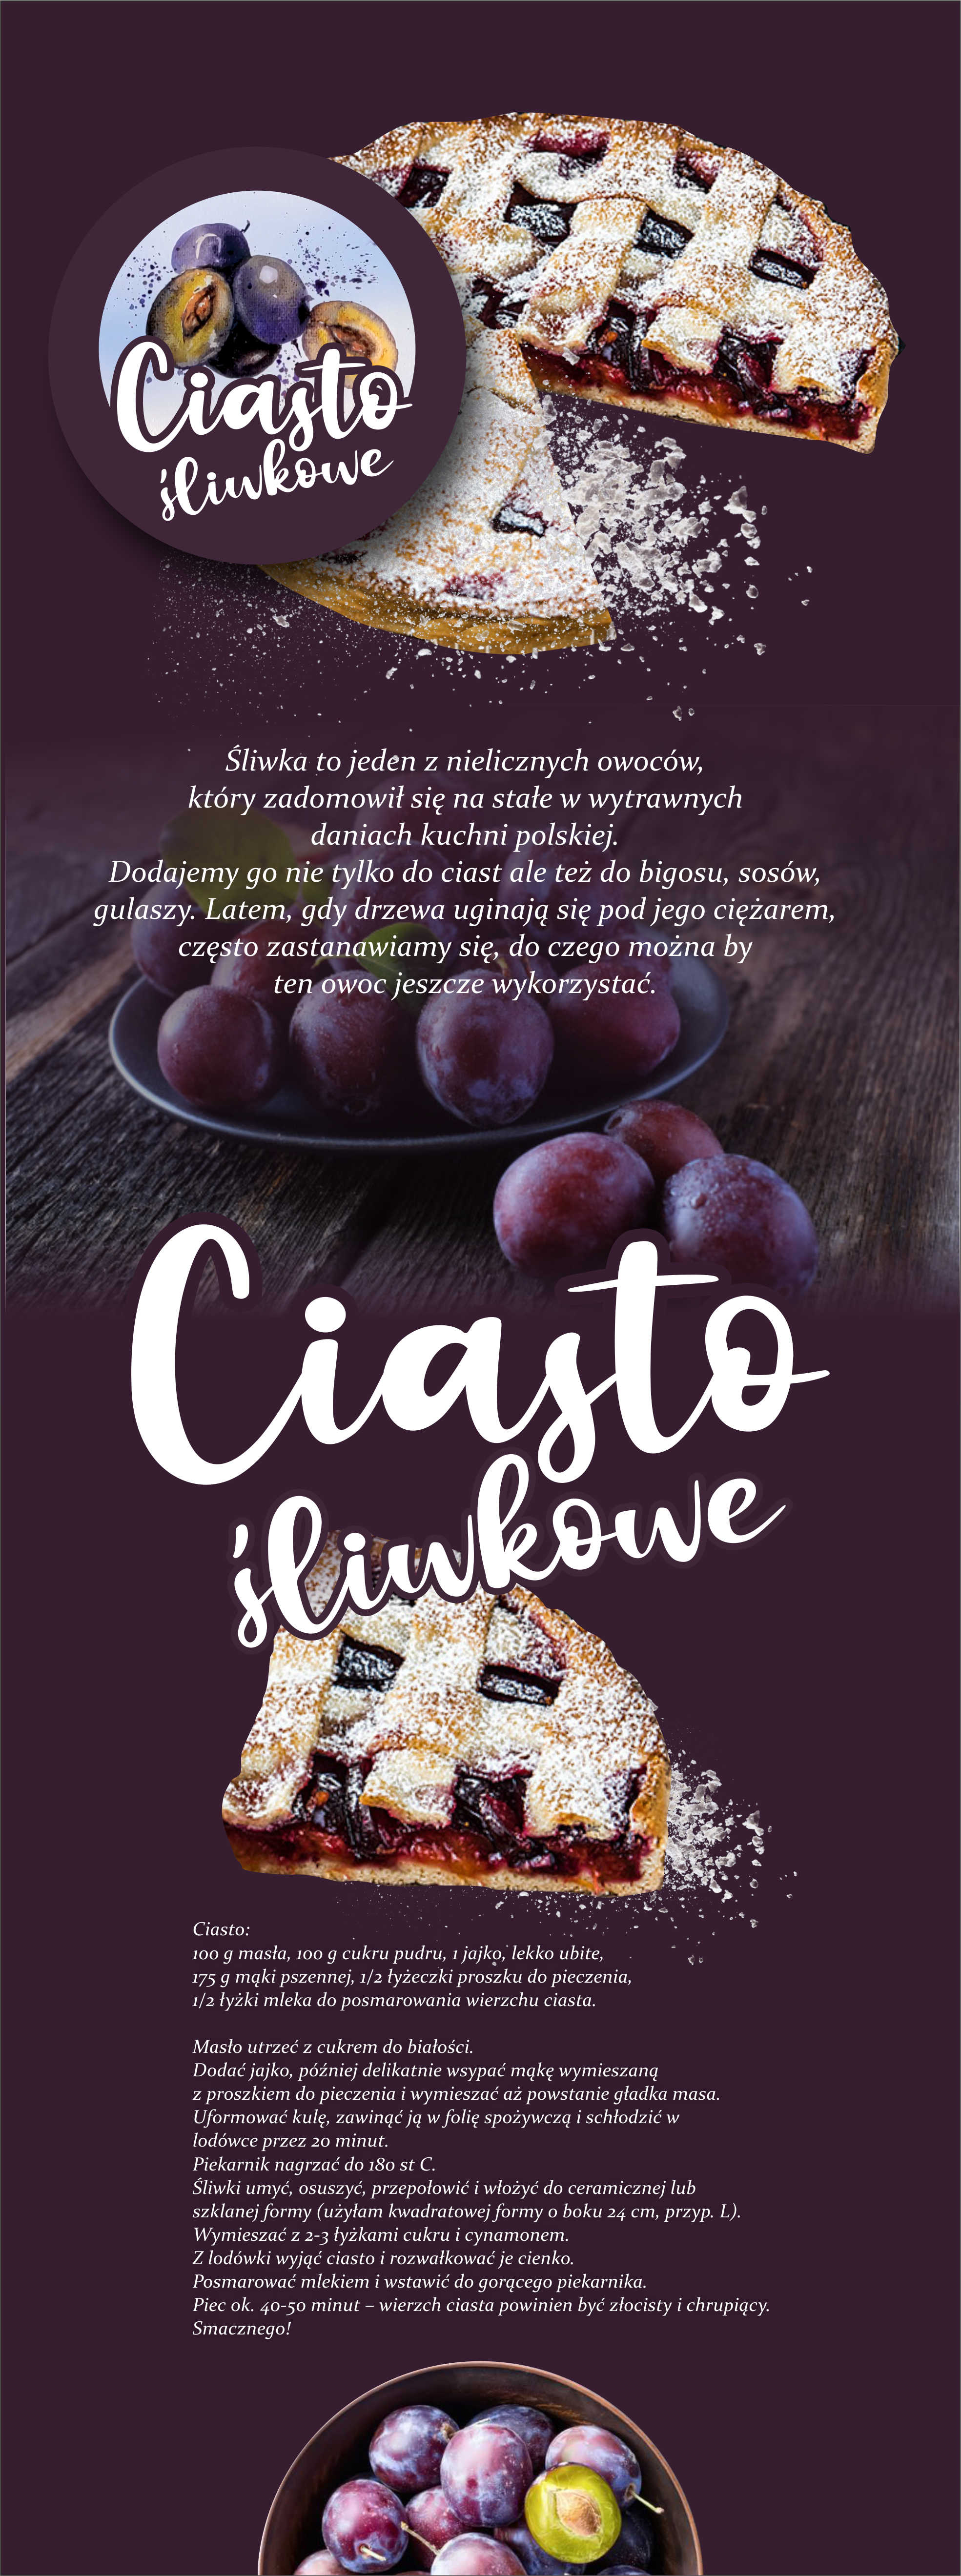 Ciasto
śliwkowe
Śliwka to jeden z nielicznych owoców,
który zadomowił się na stałe w wytrawnych
daniach kuchni polskiej.
Dodajemy go nie tylko do ciast ale też do bigosu, sosów,
gulaszy. Latem, gdy drzewa uginają się pod jego ciężarem,
często zastanawiamy się, do czego można by
ten owoc jeszcze wykorzystać.
Ciasto
śliwkowe
Ciasto:
100 g masła, 100 g cukru pudru, 1 jajko, lekko ubite,
175 g mąki pszennej, 1/2 łyżeczki proszku do pieczenia,
1/2 łyżki mleka do posmarowania wierzchu ciasta.
Masło utrzeć z cukrem do białości.
Dodać jajko, później delikatnie wsypać mąkę wymieszaną
z proszkiem do pieczenia i wymieszać aż powstanie gładka masa.
Uformować kulę, zawinąć ją w folię spożywczą i schłodzić w
lodówce przez 20 minut.
Piekarnik nagrzać do 180 st C.
Śliwki umyć, osuszyć, przepołowić i włożyć do ceramicznej lub
szklanej formy (użyłam kwadratowej formy o boku 24 cm, przyp. L).
Wymieszać z 2-3 łyżkami cukru i cynamonem.
Z lodówki wyjąć ciasto i rozwałkować je cienko.
Posmarować mlekiem i wstawić do gorącego piekarnika.
Piec ok. 40-50 minut – wierzch ciasta powinien być złocisty i chrupiący.
Smacznego!